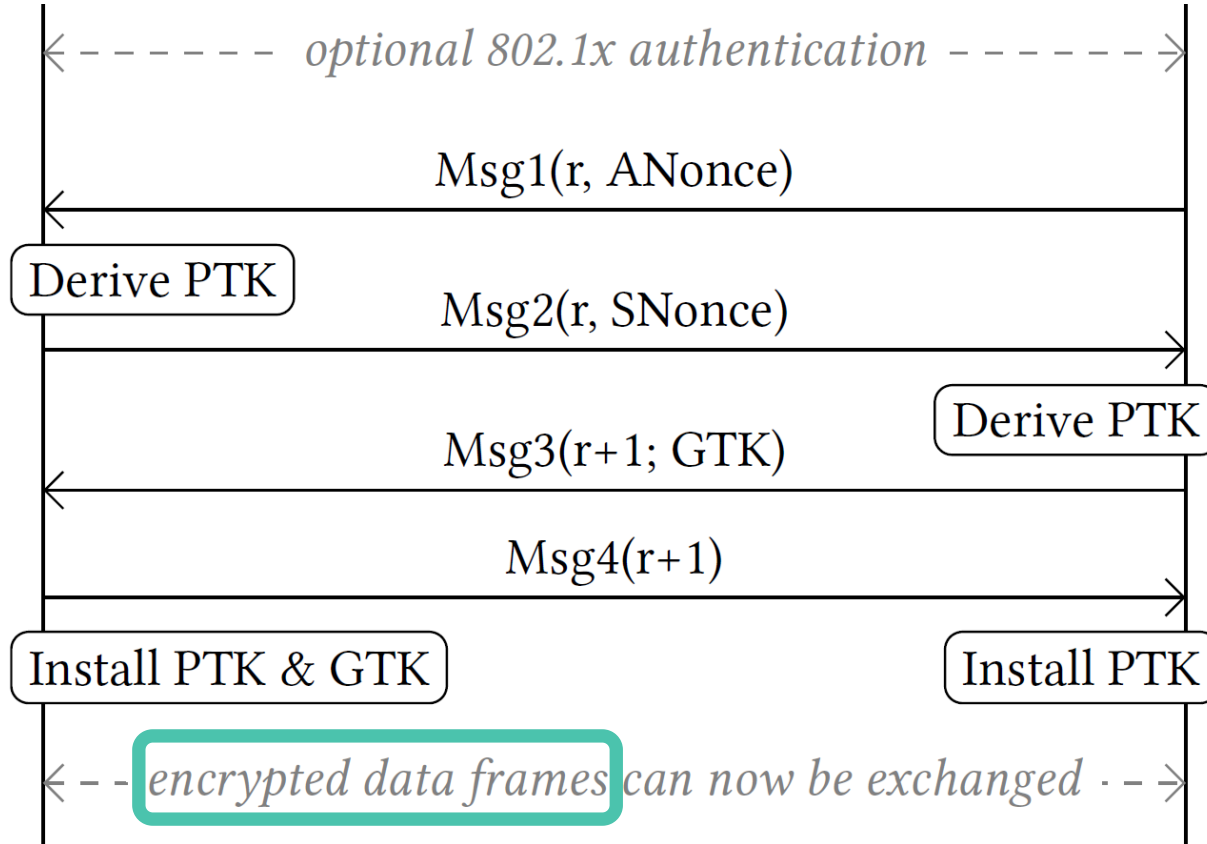 optional 802.1x authentication
Msg1(r, ANonce)
Derive PTK
Msg2(r, SNonce)
Derive PTK
Msg3(r+1; GTK)
Msg4(r+1)
Install PTK & GTK
Install PTK
encrypted data frames can now be exchanged